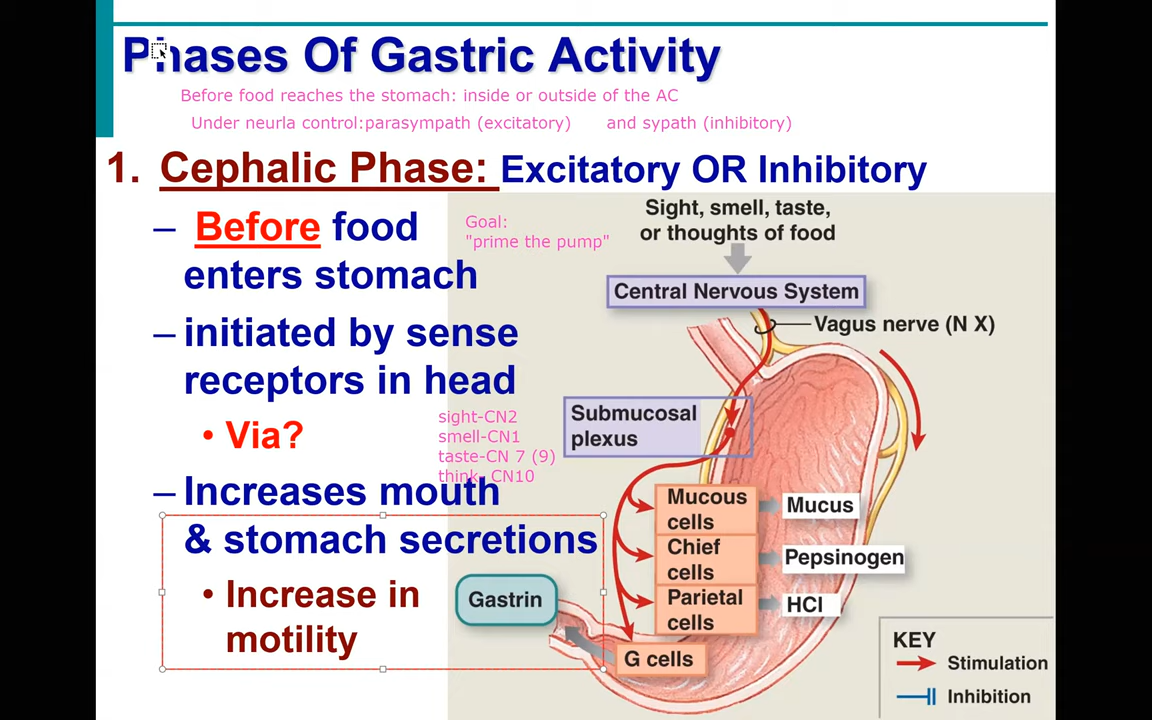 Phases Of Gastric Activity
Before food reaches the stomach: inside or outside of the AC
Under neurla control:parasympath (excitatory) and sypath (inhibitory)
1. Cephalic Phase: Excitatory OR Inhibitory
– Before food
enters stomach
– initiated by sense
receptors in head
• Via?
– Increases mouth
& stomach secretions
• Increase in
motility
Goal:
"prime the pump"
sight-CN2
smell-CN1
taste-CN 7 (9)
think- CN10
Sight, smell, taste,
or thoughts of food
Central Nervous System
Vagus nerve (N X)
Submucosal
plexus
Mucous
cells
Mucus
Chief
cells
Pepsinogen
Parietal
cells
HCl
Gastrin
G cells
KEY
Stimulation
Inhibition